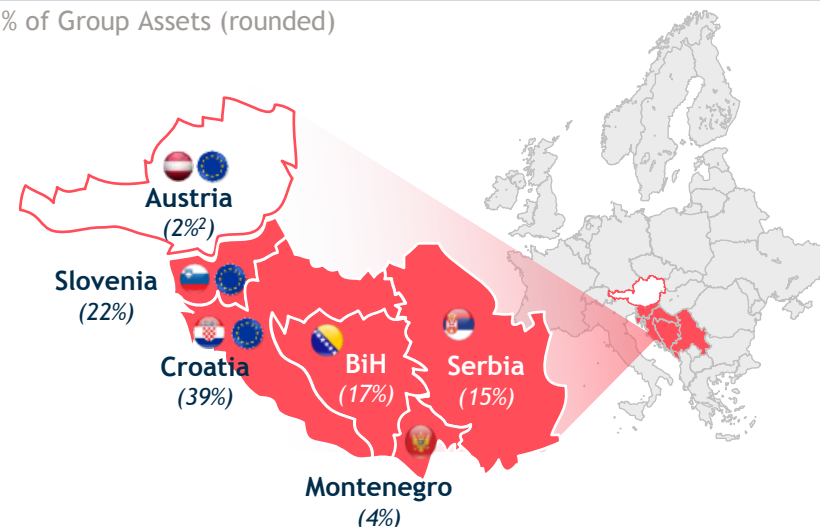 % of Group Assets (rounded)
Austria
(2%²)
Slovenia
(22%)
Croatia
(39%)
BiH
(17%)
Serbia
(15%)
Montenegro
(4%)